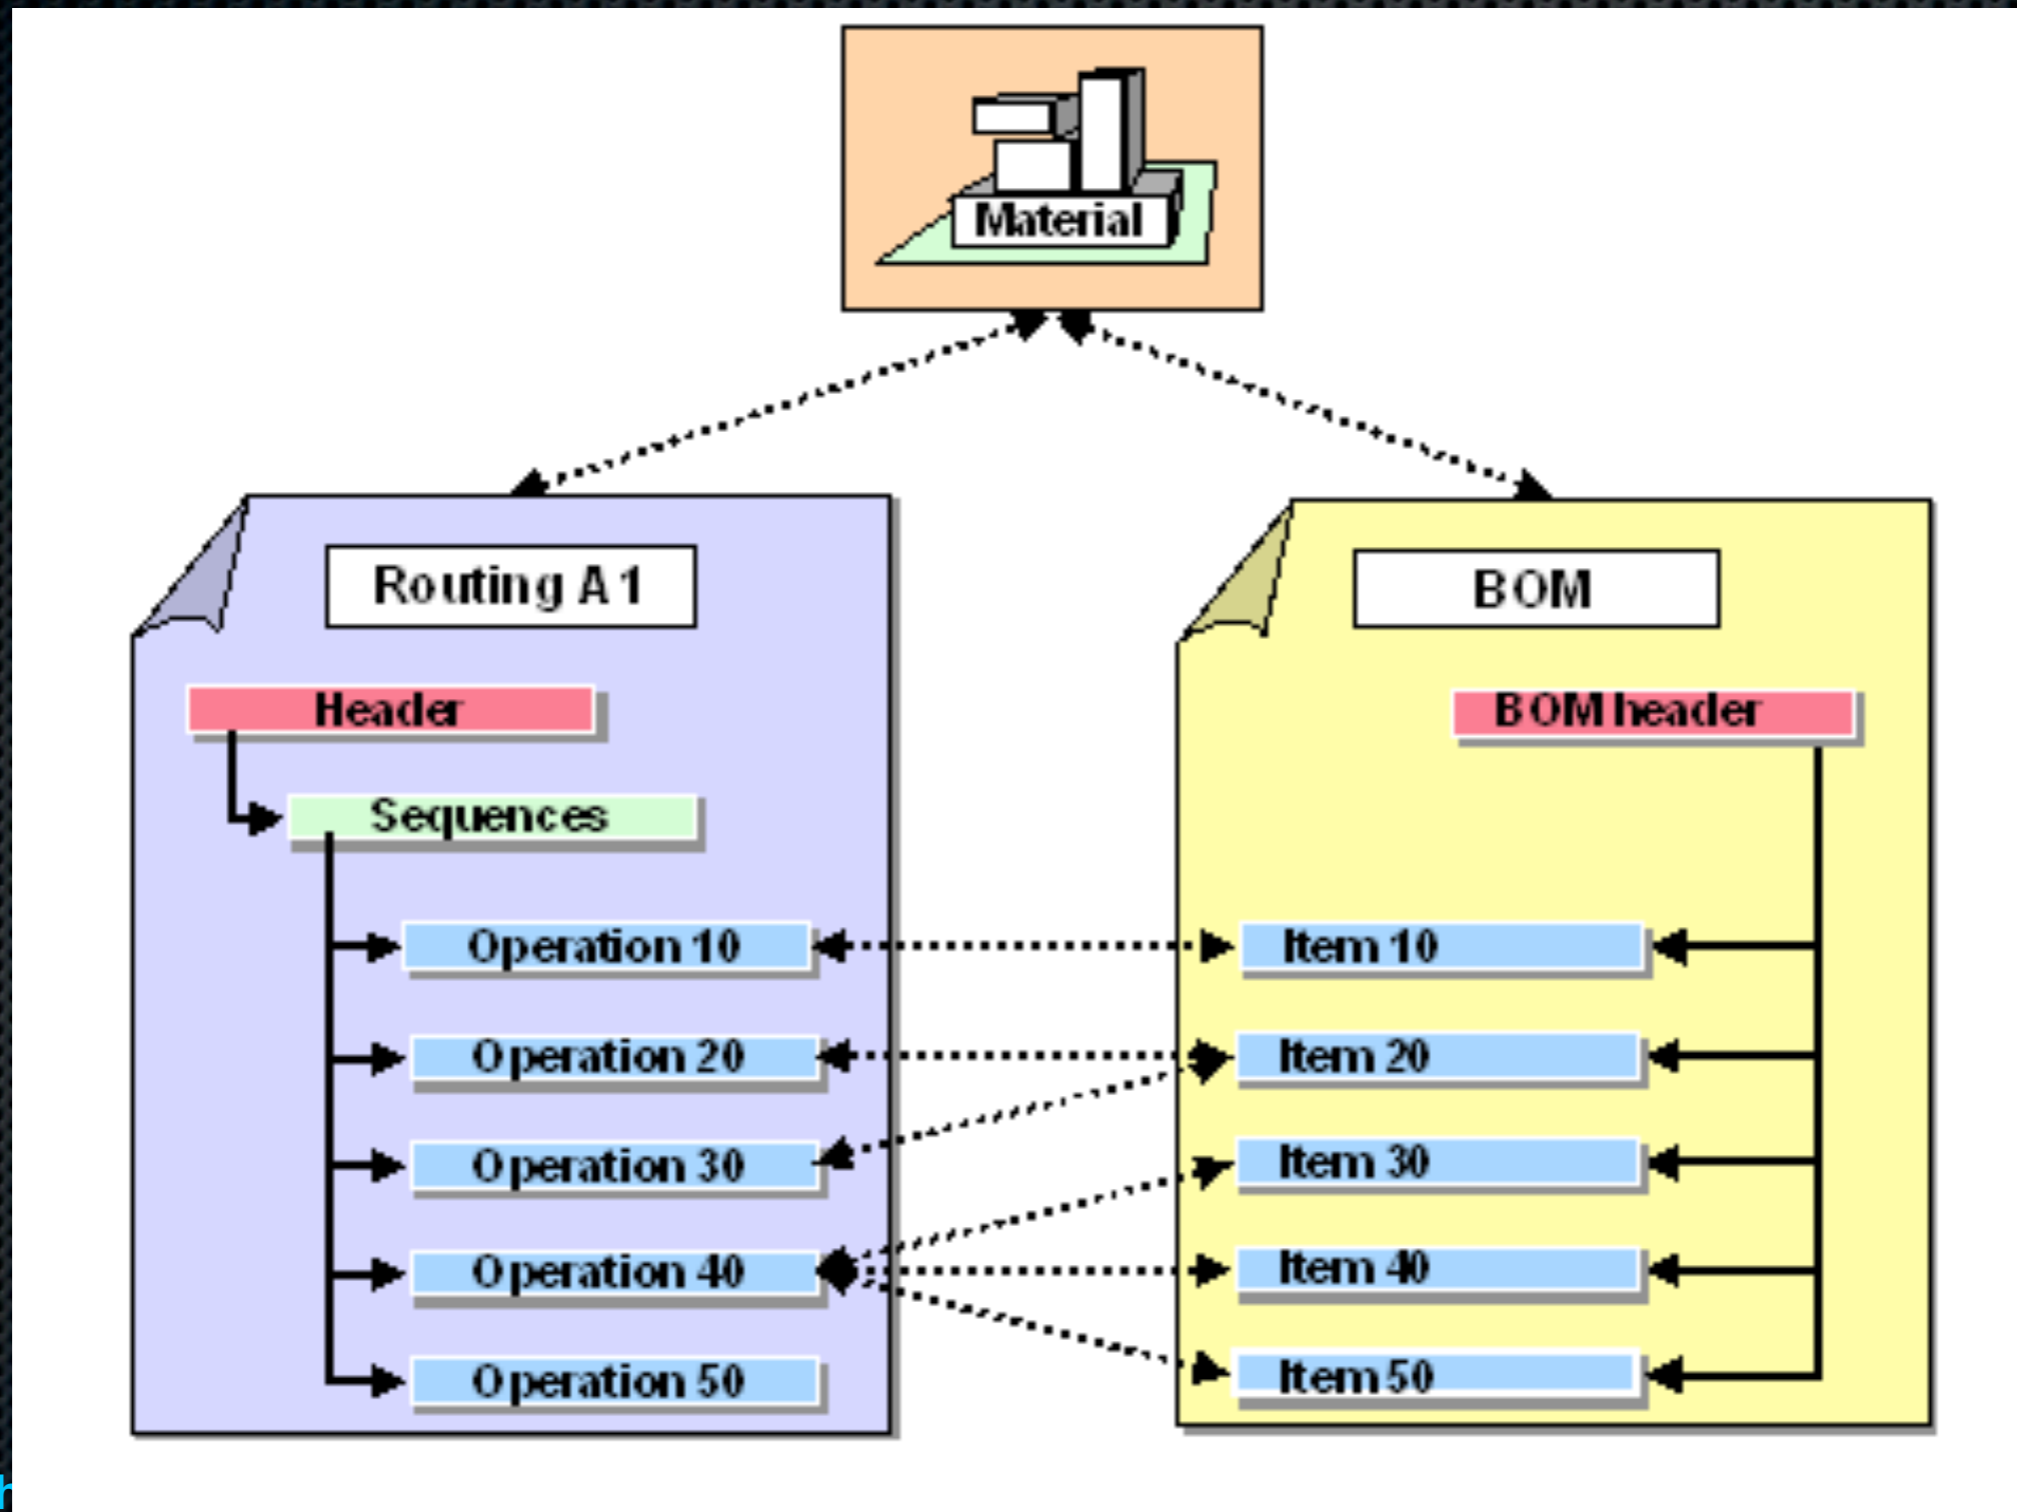 Material
Routing A1
Header
Sequences
Operation 10
Operation 20
Operation 30
Operation 40
Operation 50
BOM
BOM header
Item 10
Item 20
Item 30
Item 40
Item 50